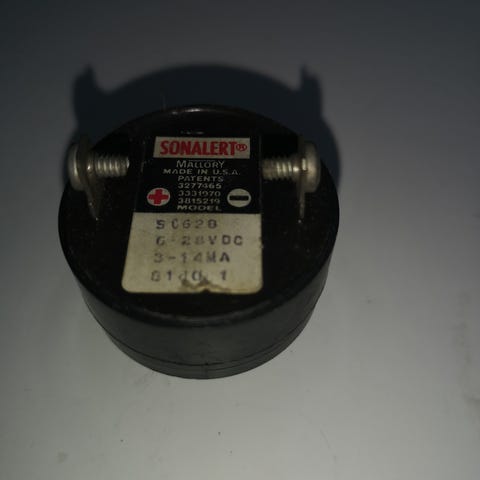 SONALERT®
MALLORY
MADE IN U.S.A.
PATENTS
3277465
3331970
3815219
MODEL
+
−
SC628
6-28VDC
3-14MA